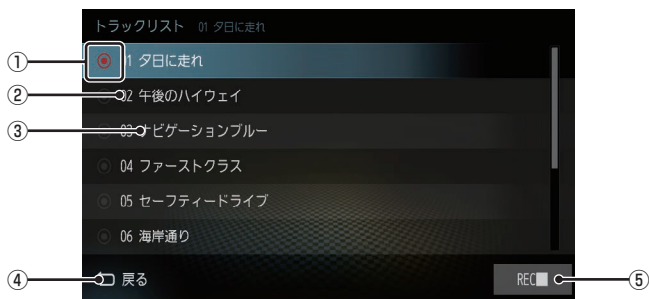 トラックリスト 01 夕日に走れ
① 01 夕日に走れ
② 02 午後のハイウェイ
③ 03 ナビゲーションブルー
04 ファーストクラス
05 セーフティードライブ
06 海岸通り
④ 戻る REC ⑤